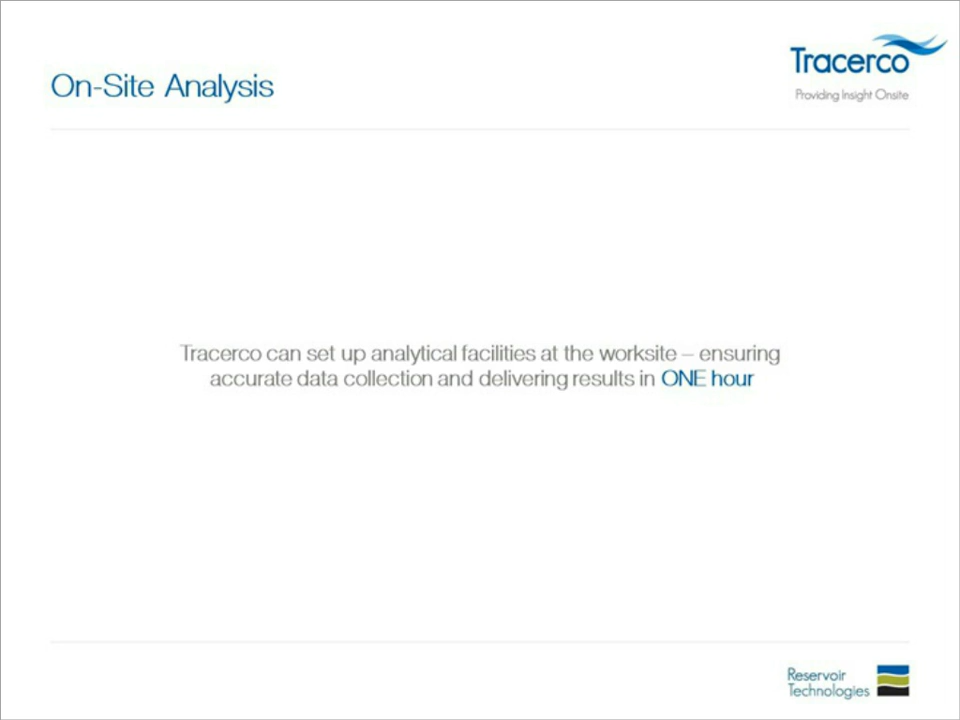 On-Site Analysis
Tracerco
Providing Insight Onsite
Tracerco can set up analytical facilities at the worksite – ensuring
accurate data collection and delivering results in ONE hour
Reservoir
Technologies